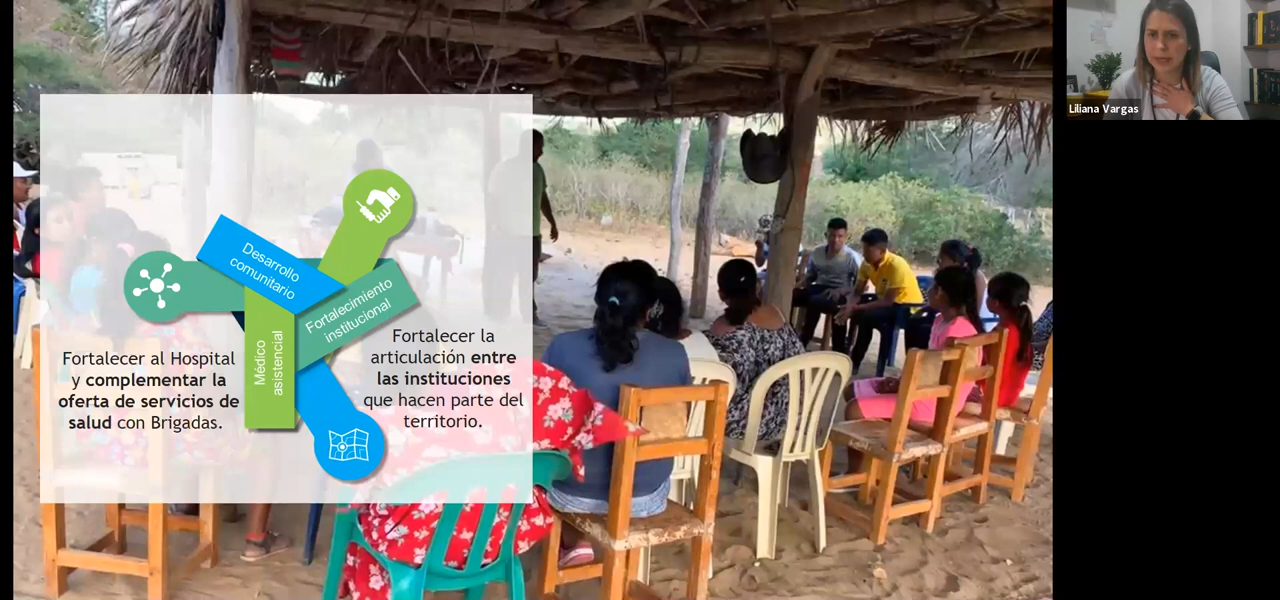 Liliana Vargas
Desarrollo
comunitario
Fortalecimiento
institucional
Médico
asistencial
Fortalecer al Hospital
y complementar la
oferta de servicios de
salud con Brigadas.
Fortalecer la
articulación entre
las instituciones
que hacen parte del
territorio.